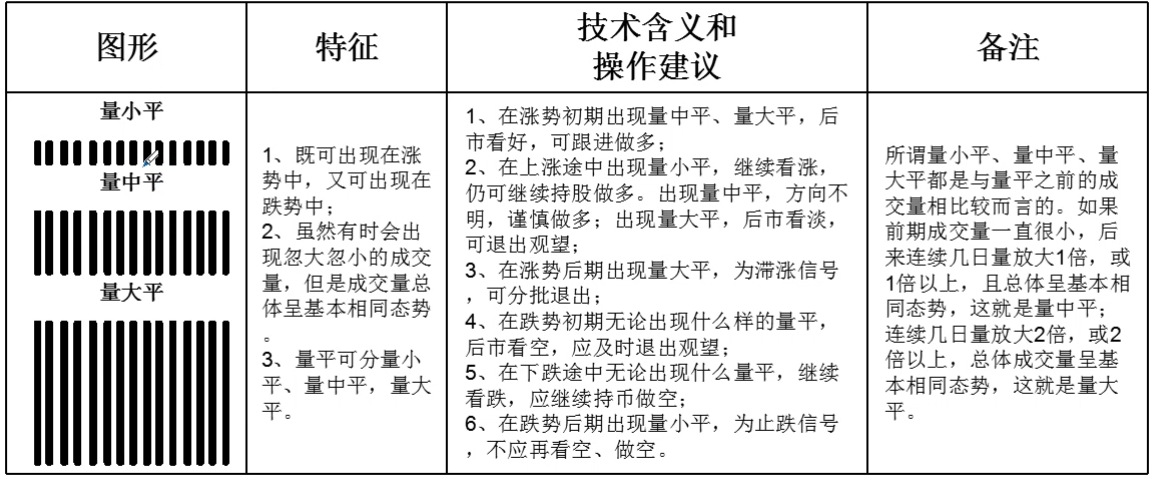 图形
特征
技术含义和
操作建议
备注
量小平
量中平
量大平
1、既可出现在涨
势中，又可出现在
跌势中；
2、虽然有时会出
现忽大忽小的成交
量，但是成交量总
体呈基本相同态势
。
3、量平可分量小
平、量中平，量大
平。
1、在涨势初期出现量中平、量大平，后
市看好，可跟进做多；
2、在上涨途中出现量小平，继续看涨，
仍可继续持股做多。出现量中平，方向不
明，谨慎做多；出现量大平，后市看淡，
可退出观望；
3、在涨势后期出现量大平，为滞涨信号
，可分批退出；
4、在跌势初期无论出现什么样的量平，
后市看空，应及时退出观望；
5、在下跌途中无论出现什么量平，继续
看跌，应继续持币做空；
6、在跌势后期出现量小平，为止跌信号
，不应再看空、做空。
所谓量小平、量中平、量
大平都是与量平之前的成
交量相比较而言的。如果
前期成交量一直很小，后
来连续几日量放大1倍，或
1倍以上，且总体呈基本相
同态势，这就是量中平；
连续几日量放大2倍，或2
倍以上，总体成交量呈基
本相同态势，这就是量大
平。